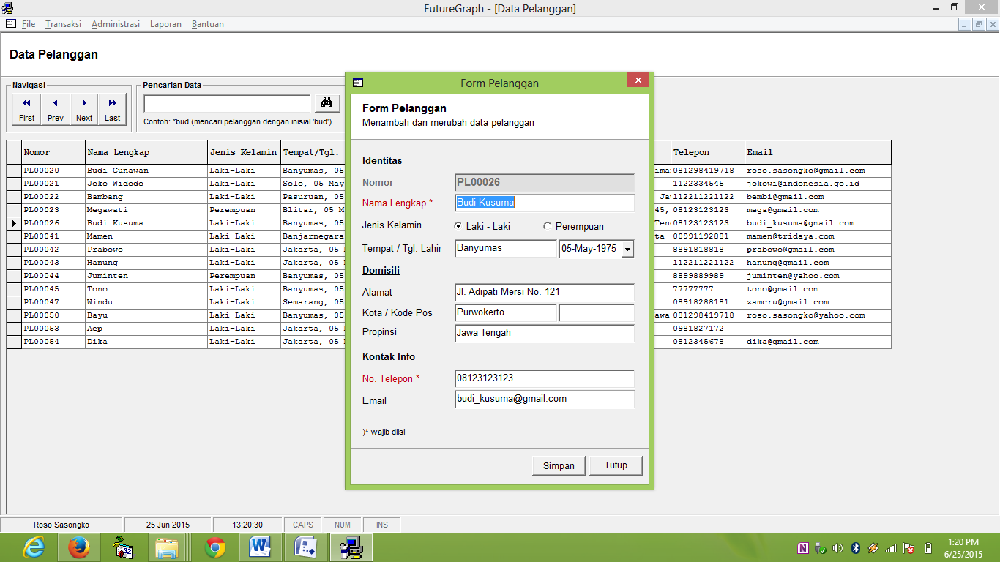 FutureGraph - [Data Pelanggan]
File Transaksi Administrasi Laporan Bantuan
Data Pelanggan
Navigasi
First Prev Next Last
Pencarian Data
Contoh: *bud (mencari pelanggan dengan inisial 'bud')
Nomor Nama Lengkap Jenis Kelamin Tempat/Tgl. Telepon Email
PL00020 Budi Gunawan Laki-Laki Banyumas, 05 081298419718 roso.sasongko@gmail.com
PL00021 Joko Widodo Laki-Laki Solo, 05 May 1122334545 jokowi@indonesia.go.id
PL00022 Bambang Laki-Laki Pasuruan, 05 Ja 112211221122 bembi@gmail.com
PL00023 Megawati Perempuan Blitar, 05 M 45, 08123123123 mega@gmail.com
PL00026 Budi Kusuma Laki-Laki Banyumas, 05 Ten 08123123123 budi_kusuma@gmail.com
PL00041 Mamen Laki-Laki Banjarnegara ta 00991192881 mamen@tridaya.com
PL00042 Prabowo Laki-Laki Jakarta, 05 8891818818 prabowo@gmail.com
PL00043 Hanung Laki-Laki Jakarta, 05 112211221122 hanung@gmail.com
PL00044 Juminten Perempuan Banyumas, 05 8899889989 juminten@yahoo.com
PL00045 Tono Laki-Laki Banyumas, 05 77777777 tono@gmail.com
PL00047 Windu Laki-Laki Semarang, 05 08918288181 zamcru@gmail.com
PL00050 Bayu Laki-Laki Banyumas, 05 awa 081298419718 roso.sasongko@yahoo.com
PL00053 Aep Laki-Laki Jakarta, 05 0981827172
PL00054 Dika Laki-Laki Jakarta, 05 0812345678 dika@gmail.com
Form Pelanggan
Form Pelanggan
Menambah dan merubah data pelanggan
Identitas
Nomor PL00026
Nama Lengkap * Budi Kusuma
Jenis Kelamin Laki - Laki Perempuan
Tempat / Tgl. Lahir Banyumas 05-May-1975
Domisili
Alamat Jl. Adipati Mersi No. 121
Kota / Kode Pos Purwokerto
Propinsi Jawa Tengah
Kontak Info
No. Telepon * 08123123123
Email budi_kusuma@gmail.com
)* wajib diisi
Simpan Tutup
Roso Sasongko 25 Jun 2015 13:20:30 CAPS NUM INS
1:20 PM
6/25/2015